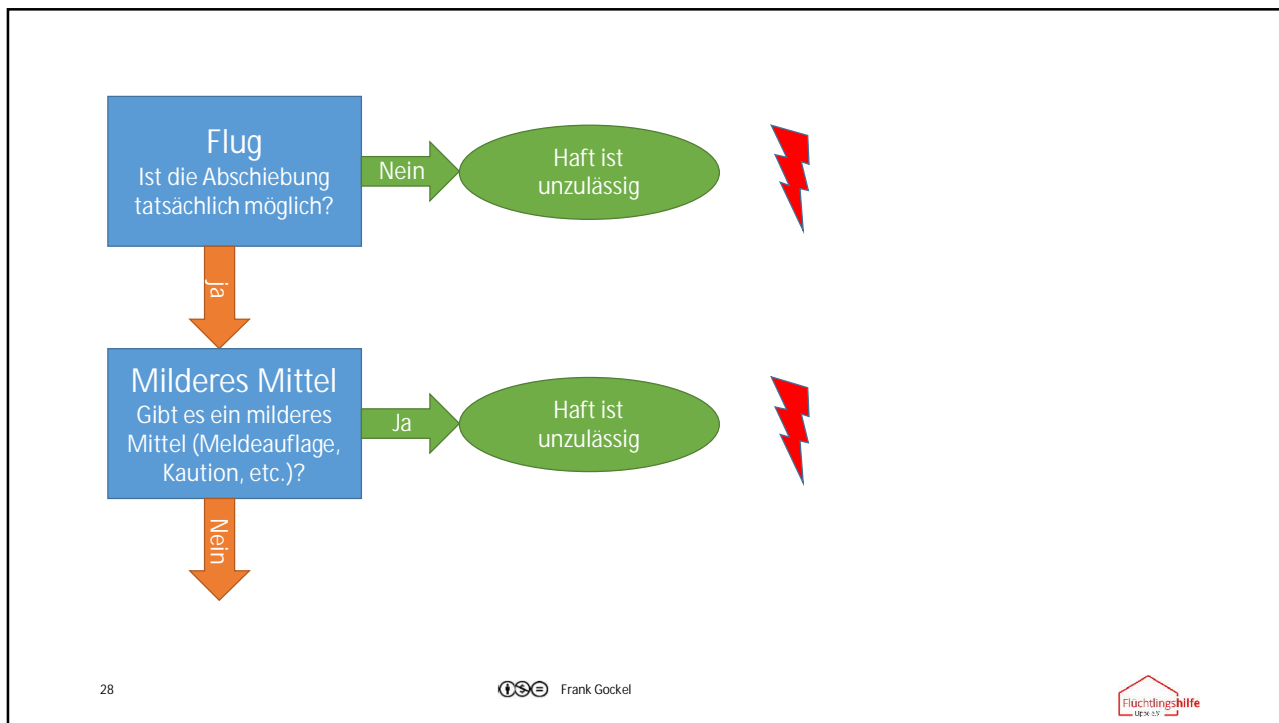 Flug
Ist die Abschiebung
tatsächlich möglich?
Nein
Haft ist
unzulässig
ja
Milderes Mittel
Gibt es ein milderes
Mittel (Meldeauflage,
Kaution, etc.)?
Ja
Haft ist
unzulässig
Nein
28
Frank Gockel
Flüchtlingshilfe
Lippe e.V.